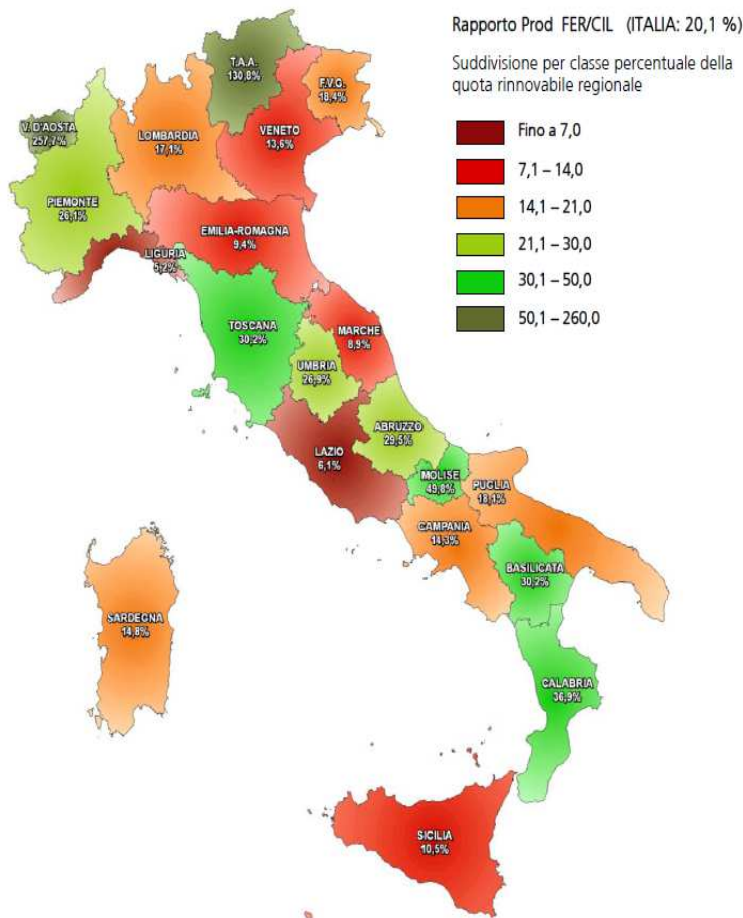 Rapporto Prod FER/CIL (ITALIA: 20,1 %)
Suddivisione per classe percentuale della
quota rinnovabile regionale
Fino a 7,0
7,1 – 14,0
14,1 – 21,0
21,1 – 30,0
30,1 – 50,0
50,1 – 260,0
T.A.A.
130,8%
F.V.G.
18,4%
V. D'AOSTA
257,7%
LOMBARDIA
17,1%
VENETO
13,6%
PIEMONTE
26,1%
EMILIA-ROMAGNA
9,4%
LIGURIA
5,2%
TOSCANA
30,2%
MARCHE
8,9%
UMBRIA
26,9%
ABRUZZO
29,5%
LAZIO
6,1%
MOLISE
49,8%
PUGLIA
18,1%
CAMPANIA
14,3%
BASILICATA
30,2%
SARDEGNA
14,8%
CALABRIA
36,9%
SICILIA
10,5%